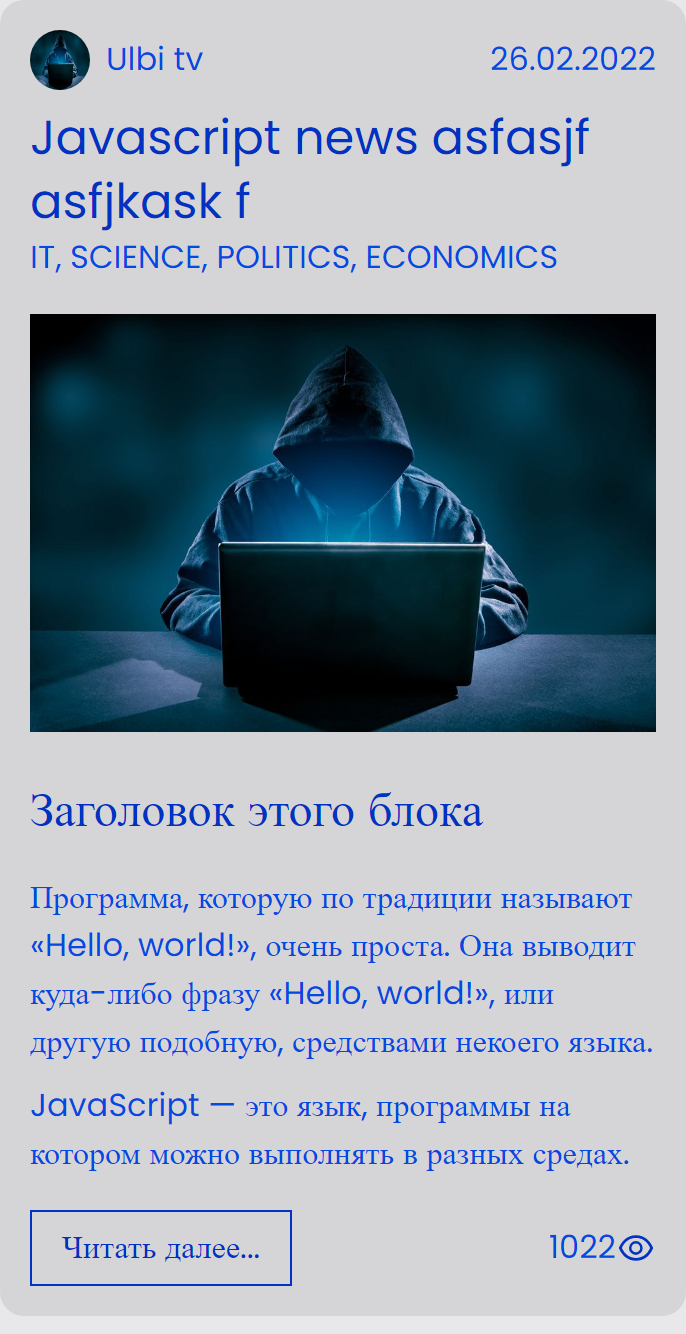 Ulbi tv 26.02.2022
Javascript news asfasjf
asfjkask f
IT, SCIENCE, POLITICS, ECONOMICS
Заголовок этого блока
Программа, которую по традиции называют
«Hello, world!», очень проста. Она выводит
куда-либо фразу «Hello, world!», или
другую подобную, средствами некоего языка.
JavaScript — это язык, программы на
котором можно выполнять в разных средах.
Читать далее... 1022